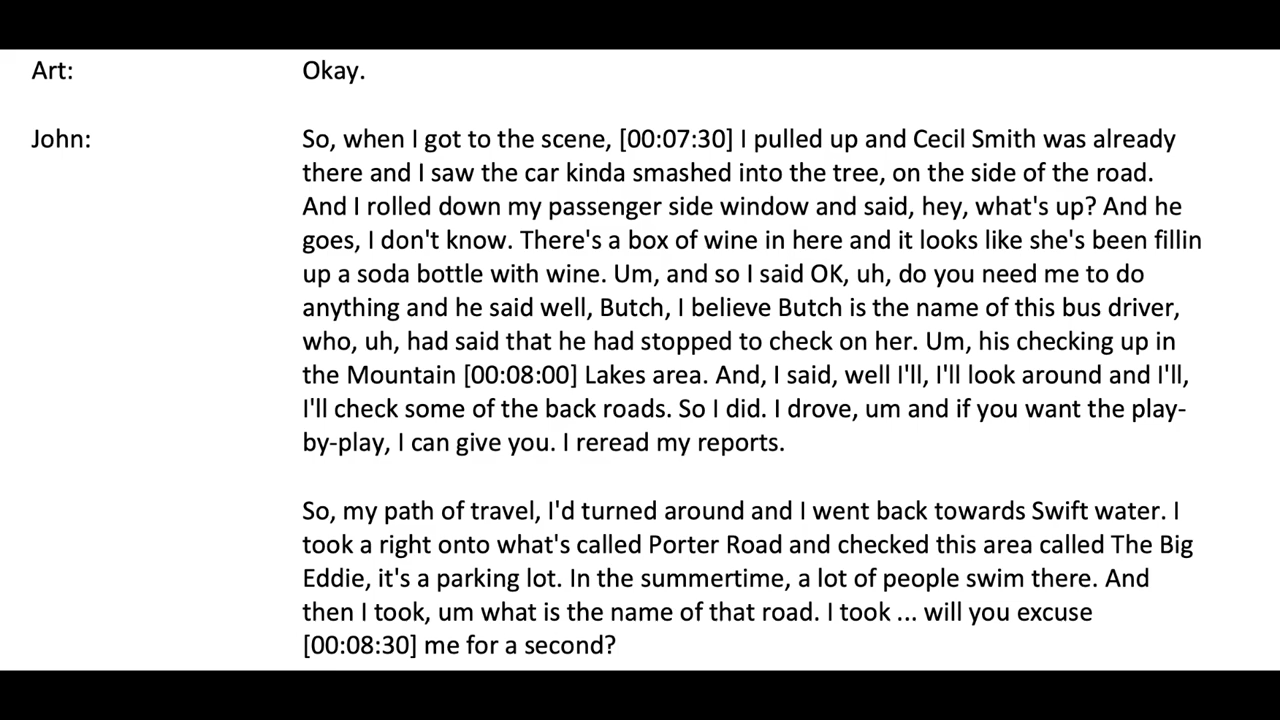 Art: Okay.
John: So, when I got to the scene, [00:07:30] I pulled up and Cecil Smith was already
there and I saw the car kinda smashed into the tree, on the side of the road.
And I rolled down my passenger side window and said, hey, what's up? And he
goes, I don't know. There's a box of wine in here and it looks like she's been fillin
up a soda bottle with wine. Um, and so I said OK, uh, do you need me to do
anything and he said well, Butch, I believe Butch is the name of this bus driver,
who, uh, had said that he had stopped to check on her. Um, his checking up in
the Mountain [00:08:00] Lakes area. And, I said, well I'll, I'll look around and I'll,
I'll check some of the back roads. So I did. I drove, um and if you want the play-
by-play, I can give you. I reread my reports.
So, my path of travel, I'd turned around and I went back towards Swift water. I
took a right onto what's called Porter Road and checked this area called The Big
Eddie, it's a parking lot. In the summertime, a lot of people swim there. And
then I took, um what is the name of that road. I took ... will you excuse
[00:08:30] me for a second?